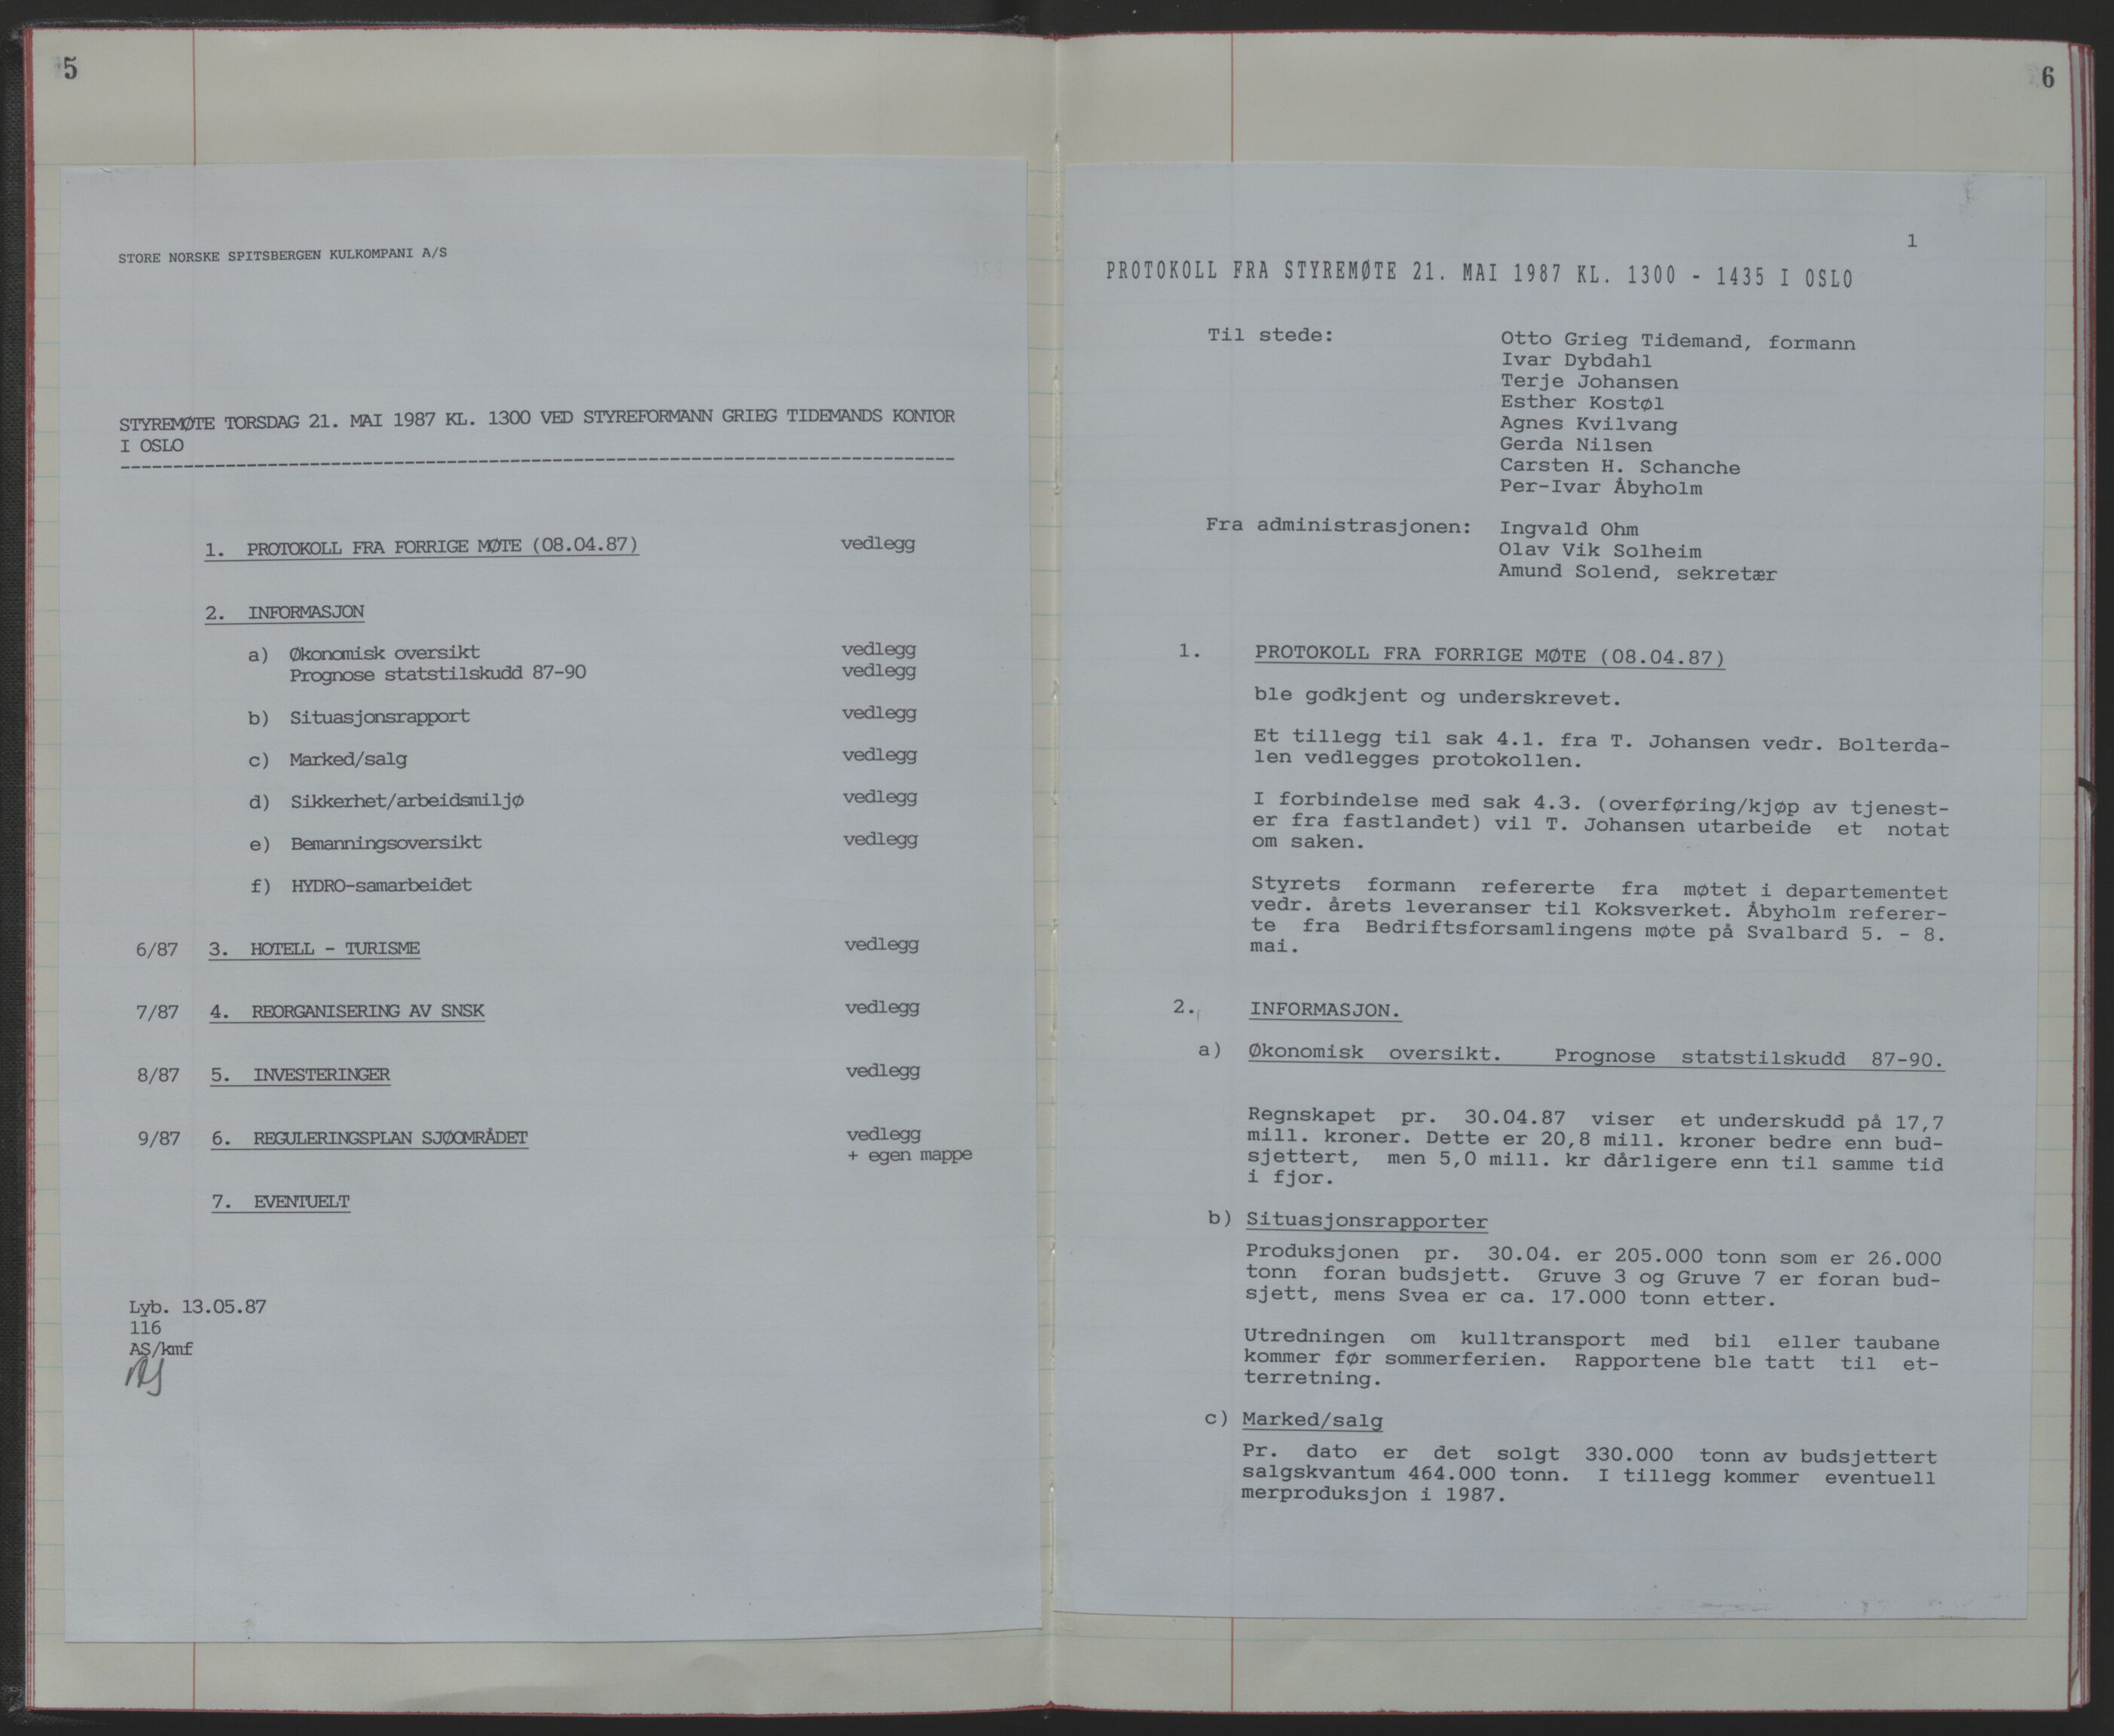 5
STORE NORSKE SPITSBERGEN KULKOMPANI A/S
STYREMØTE TORSDAG 21. MAI 1987 KL. 1300 VED STYREFORMANN GRIEG TIDEMANDS KONTOR
I OSLO
1. PROTOKOLL FRA FORRIGE MØTE (08.04.87) vedlegg
2. INFORMASJON
a) Økonomisk oversikt vedlegg
Prognose statstilskudd 87-90 vedlegg
b) Situasjonsrapport vedlegg
c) Marked/salg vedlegg
d) Sikkerhet/arbeidsmiljø vedlegg
e) Bemanningsoversikt vedlegg
f) HYDRO-samarbeidet
6/87 3. HOTELL - TURISME vedlegg
7/87 4. REORGANISERING AV SNSK vedlegg
8/87 5. INVESTERINGER vedlegg
9/87 6. REGULERINGSPLAN SJØOMRÅDET vedlegg
+ egen mappe
7. EVENTUELT
Lyb. 13.05.87
116
AS/kmf
6
1
PROTOKOLL FRA STYREMØTE 21. MAI 1987 KL. 1300 - 1435 I OSLO
Til stede: Otto Grieg Tidemand, formann
Ivar Dybdahl
Terje Johansen
Esther Kostøl
Agnes Kvilvang
Gerda Nilsen
Carsten H. Schanche
Per-Ivar Åbyholm
Fra administrasjonen: Ingvald Ohm
Olav Vik Solheim
Amund Solend, sekretær
1. PROTOKOLL FRA FORRIGE MØTE (08.04.87)
ble godkjent og underskrevet.
Et tillegg til sak 4.1. fra T. Johansen vedr. Bolterda-
len vedlegges protokollen.
I forbindelse med sak 4.3. (overføring/kjøp av tjenest-
er fra fastlandet) vil T. Johansen utarbeide et notat
om saken.
Styrets formann refererte fra møtet i departementet
vedr. årets leveranser til Koksverket. Åbyholm referer-
te fra Bedriftsforsamlingens møte på Svalbard 5. - 8.
mai.
2. INFORMASJON.
a) Økonomisk oversikt. Prognose statstilskudd 87-90.
Regnskapet pr. 30.04.87 viser et underskudd på 17,7
mill. kroner. Dette er 20,8 mill. kroner bedre enn bud-
sjettert, men 5,0 mill. kr dårligere enn til samme tid
i fjor.
b) Situasjonsrapporter
Produksjonen pr. 30.04. er 205.000 tonn som er 26.000
tonn foran budsjett. Gruve 3 og Gruve 7 er foran bud-
sjett, mens Svea er ca. 17.000 tonn etter.
Utredningen om kulltransport med bil eller taubane
kommer før sommerferien. Rapportene ble tatt til et-
terretning.
c) Marked/salg
Pr. dato er det solgt 330.000 tonn av budsjettert
salgskvantum 464.000 tonn. I tillegg kommer eventuell
merproduksjon i 1987.